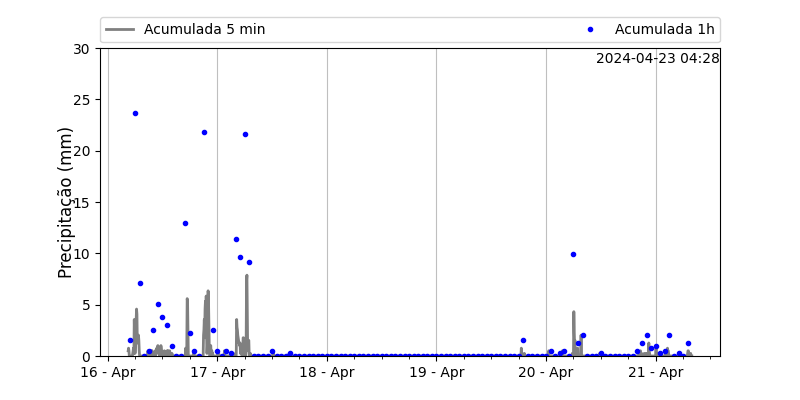 Acumulada 5 min
Acumulada 1h
2024-04-23 04:28
Precipitação (mm)
30
25
20
15
10
5
0
16 - Apr
17 - Apr
18 - Apr
19 - Apr
20 - Apr
21 - Apr